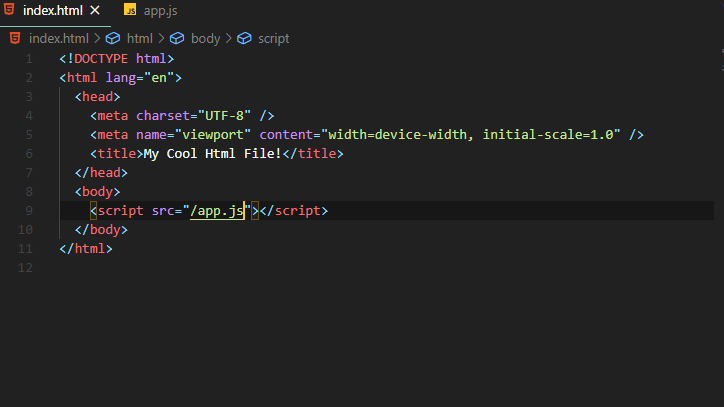 index.html
JS app.js
index.html > html > body > script
1 <!DOCTYPE html>
2 <html lang="en">
3 <head>
4 <meta charset="UTF-8" />
5 <meta name="viewport" content="width=device-width, initial-scale=1.0" />
6 <title>My Cool Html File!</title>
7 </head>
8 <body>
9 <script src="/app.js"></script>
10 </body>
11 </html>
12